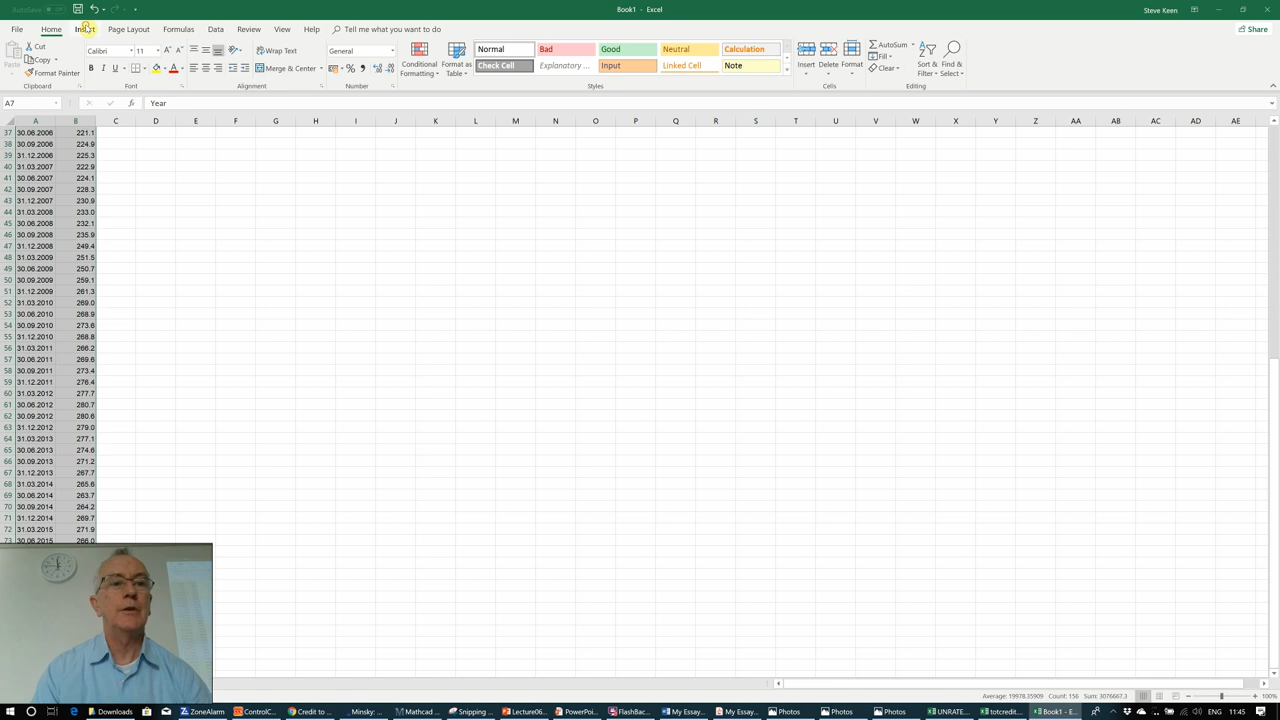 AutoSave Off
Book1 - Excel
Steve Keen
File Home Insert Page Layout Formulas Data Review View Help Tell me what you want to do
Share
Paste
Cut
Copy
Format Painter
Calibri 11
B I U
Wrap Text
Merge & Center
General
Conditional Formatting
Format as Table
Normal Bad Good Neutral Calculation
Check Cell Explanatory ... Input Linked Cell Note
Insert Delete Format
AutoSum
Fill
Clear
Sort & Filter
Find & Select
Clipboard Font Alignment Number Styles Cells Editing
A7 fx Year
A B C D E F G H I J K L M N O P Q R S T U V W X Y Z AA AB AC AD AE
37 30.06.2006 221.1
38 30.09.2006 224.9
39 31.12.2006 225.3
40 31.03.2007 222.9
41 30.06.2007 224.1
42 30.09.2007 228.3
43 31.12.2007 230.9
44 31.03.2008 233.0
45 30.06.2008 232.1
46 30.09.2008 235.9
47 31.12.2008 249.4
48 31.03.2009 251.5
49 30.06.2009 250.7
50 30.09.2009 259.1
51 31.12.2009 261.3
52 31.03.2010 269.0
53 30.06.2010 268.9
54 30.09.2010 273.6
55 31.12.2010 268.8
56 31.03.2011 266.2
57 30.06.2011 269.6
58 30.09.2011 273.4
59 31.12.2011 276.4
60 31.03.2012 277.7
61 30.06.2012 280.7
62 30.09.2012 280.6
63 31.12.2012 279.0
64 31.03.2013 277.1
65 30.06.2013 274.6
66 30.09.2013 271.2
67 31.12.2013 267.7
68 31.03.2014 265.6
69 30.06.2014 263.7
70 30.09.2014 264.2
71 31.12.2014 269.7
72 31.03.2015 271.9
73 30.06.2015 266.0
Average: 19978.35909 Count: 156 Sum: 3076667.3
100%
Downloads ZoneAlarm ControlC... Credit to ... Minsky: ... Mathcad ... Snipping ... Lecture06... PowerPoi... FlashBac... My Essay... My Essay... Photos Photos Photos UNRATE... totcredit... Book1 - E...
ENG 11:45